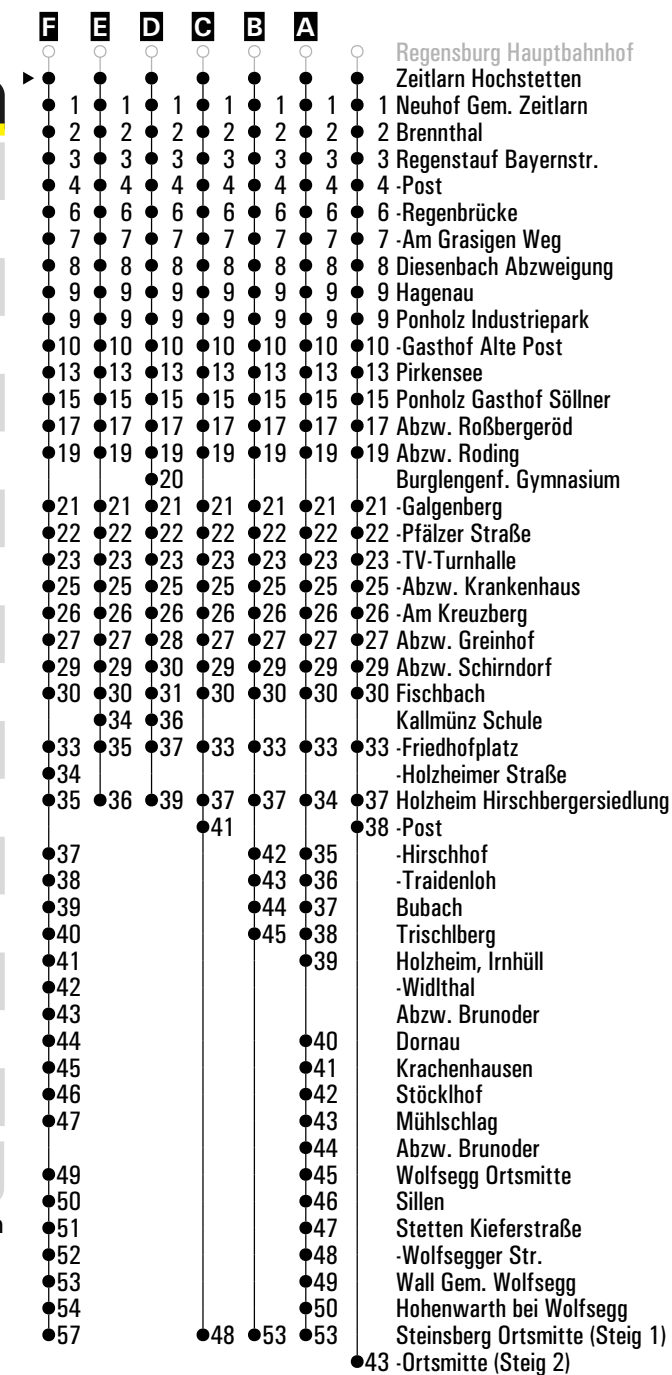 F E D C B A
Regensburg Hauptbahnhof
Zeitlarn Hochstetten
1 1 1 1 1 1 1 Neuhof Gem. Zeitlarn
2 2 2 2 2 2 2 Brennthal
3 3 3 3 3 3 3 Regenstauf Bayernstr.
4 4 4 4 4 4 4 -Post
6 6 6 6 6 6 6 -Regenbrücke
7 7 7 7 7 7 7 -Am Grasigen Weg
8 8 8 8 8 8 8 Diesenbach Abzweigung
9 9 9 9 9 9 9 Hagenau
9 9 9 9 9 9 9 Ponholz Industriepark
10 10 10 10 10 10 10 -Gasthof Alte Post
13 13 13 13 13 13 13 Pirkensee
15 15 15 15 15 15 15 Ponholz Gasthof Söllner
17 17 17 17 17 17 17 Abzw. Roßbergeröd
19 19 19 19 19 19 19 Abzw. Roding
20 Burglengenf. Gymnasium
21 21 21 21 21 21 21 -Galgenberg
22 22 22 22 22 22 22 -Pfälzer Straße
23 23 23 23 23 23 23 -TV-Turnhalle
25 25 25 25 25 25 25 -Abzw. Krankenhaus
26 26 26 26 26 26 26 -Am Kreuzberg
27 27 28 27 27 27 27 Abzw. Greinhof
29 29 30 29 29 29 29 Abzw. Schirndorf
30 30 31 30 30 30 30 Fischbach
34 36 Kallmünz Schule
33 35 37 33 33 33 33 -Friedhofplatz
34 -Holzheimer Straße
35 36 39 37 37 34 37 Holzheim Hirschbergersiedlung
41 38 -Post
37 42 35 -Hirschhof
38 43 36 -Traidenloh
39 44 37 Bubach
40 45 38 Trischlberg
41 39 Holzheim, Irnhüll
42 -Widlthal
43 Abzw. Brunoder
44 40 Dornau
45 41 Krachenhausen
46 42 Stöcklhof
47 43 Mühlschlag
44 Abzw. Brunoder
49 45 Wolfsegg Ortsmitte
50 46 Sillen
51 47 Stetten Kieferstraße
52 48 -Wolfsegger Str.
53 49 Wall Gem. Wolfsegg
54 50 Hohenwarth bei Wolfsegg
57 48 53 53 Steinsberg Ortsmitte (Steig 1)
43 -Ortsmitte (Steig 2)